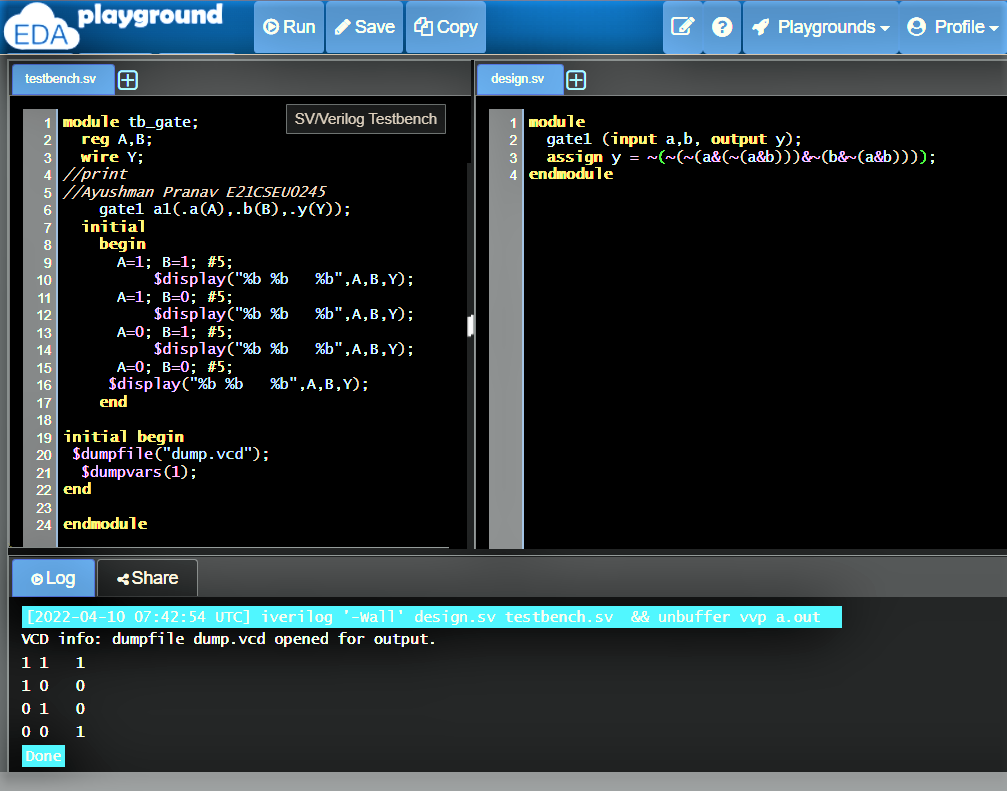 EDA playground
Run Save Copy ? Playgrounds Profile
testbench.sv
SV/Verilog Testbench
1 module tb_gate;
2 reg A,B;
3 wire Y;
4 //print
5 //Ayushman Pranav E21CSEU0245
6 gate1 a1(.a(A),.b(B),.y(Y));
7 initial
8 begin
9 A=1; B=1; #5;
10 $display("%b %b   %b",A,B,Y);
11 A=1; B=0; #5;
12 $display("%b %b   %b",A,B,Y);
13 A=0; B=1; #5;
14 $display("%b %b   %b",A,B,Y);
15 A=0; B=0; #5;
16 $display("%b %b   %b",A,B,Y);
17 end
18
19 initial begin
20 $dumpfile("dump.vcd");
21 $dumpvars(1);
22 end
23
24 endmodule
design.sv
1 module
2 gate1 (input a,b, output y);
3 assign y = ~(~(~(a&(~(a&b)))&~(b&~(a&b))));
4 endmodule
Log Share
[2022-04-10 07:42:54 UTC] iverilog '-Wall' design.sv testbench.sv  && unbuffer vvp a.out
VCD info: dumpfile dump.vcd opened for output.
1 1   1
1 0   0
0 1   0
0 0   1
Done